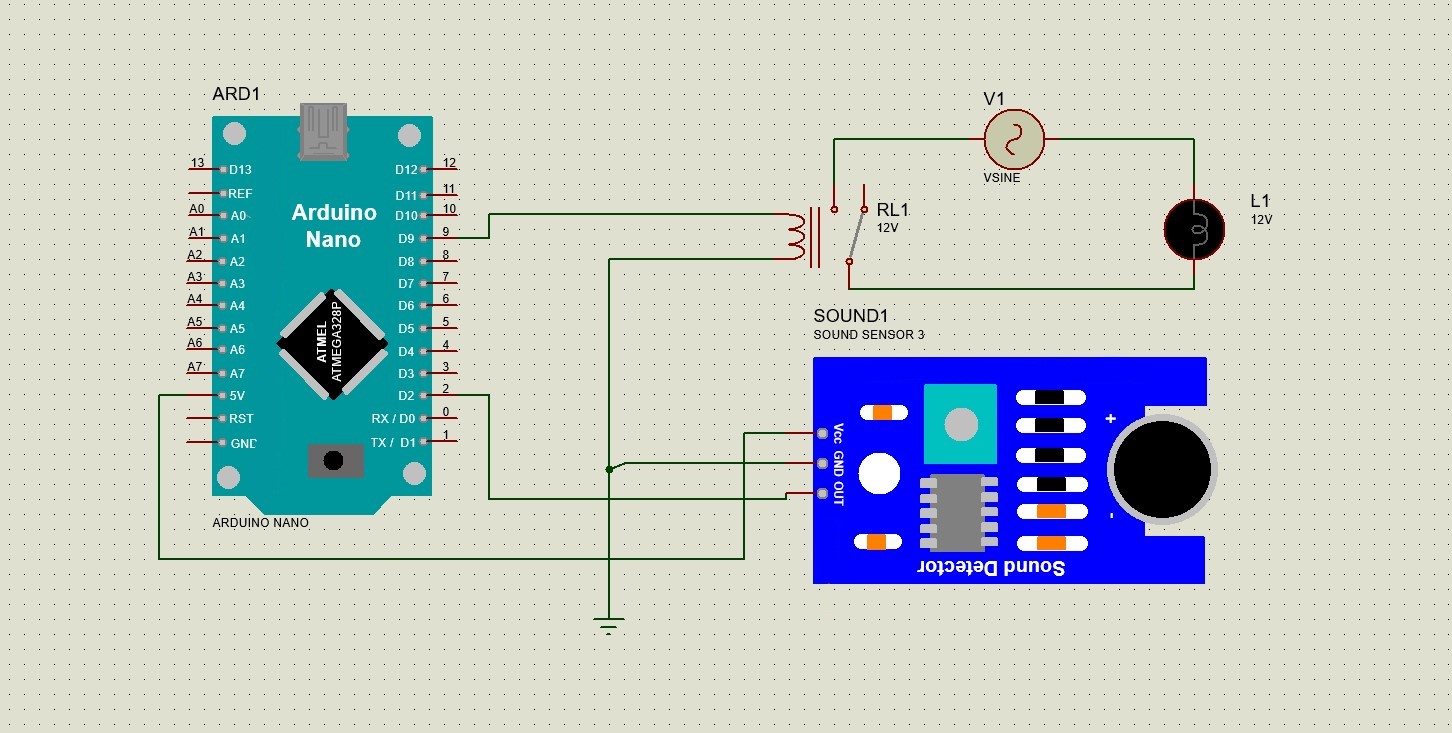 ARD1
13
D13
REF
A0
A0
A1
A1
A2
A2
A3
A3
A4
A4
A5
A5
A6
A6
A7
A7
5V
RST
GND
Arduino
Nano
ATMEL
ATMEGA328P
D12
12
D11
11
D10
10
D9
9
D8
8
D7
7
D6
6
D5
5
D4
4
D3
3
D2
2
RX / D0
0
TX / D1
1
ARDUINO NANO
V1
VSINE
RL1
12V
L1
12V
SOUND1
SOUND SENSOR 3
Vcc
GND
OUT
+
-
Sound Detector